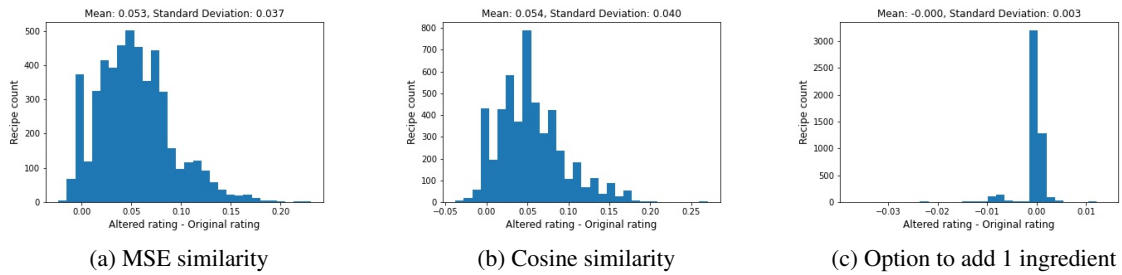 Mean: 0.053, Standard Deviation: 0.037
500
400
300
200
100
0
Recipe count
0.00 0.05 0.10 0.15 0.20
Altered rating - Original rating
(a) MSE similarity
Mean: 0.054, Standard Deviation: 0.040
800
700
600
500
400
300
200
100
0
Recipe count
−0.05 0.00 0.05 0.10 0.15 0.20 0.25
Altered rating - Original rating
(b) Cosine similarity
Mean: -0.000, Standard Deviation: 0.003
3000
2500
2000
1500
1000
500
0
Recipe count
−0.03 −0.02 −0.01 0.00 0.01
Altered rating - Original rating
(c) Option to add 1 ingredient